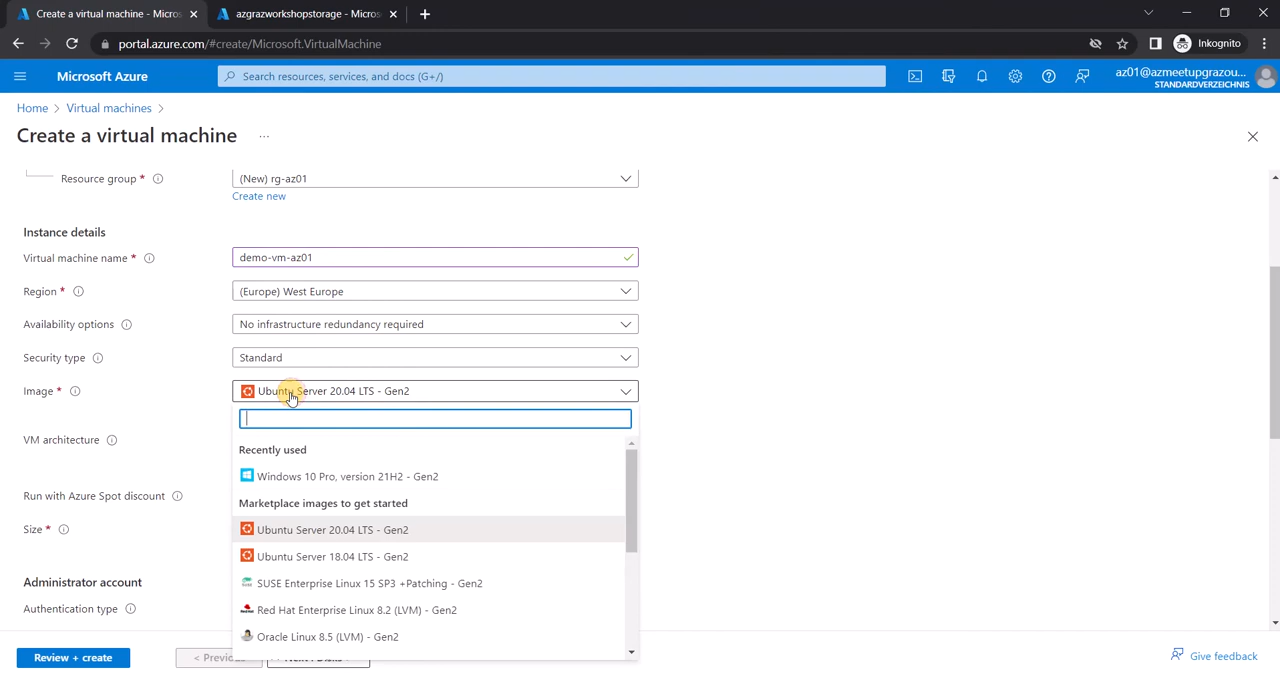 Create a virtual machine - Micros
azgrazworkshopstorage - Micros
portal.azure.com/#create/Microsoft.VirtualMachine
Inkognito
Microsoft Azure
Search resources, services, and docs (G+/)
az01@azmeetupgrazou...
STANDARDVERZEICHNIS
Home > Virtual machines >
Create a virtual machine ...
Resource group *
(New) rg-az01
Create new
Instance details
Virtual machine name *
demo-vm-az01
Region *
(Europe) West Europe
Availability options
No infrastructure redundancy required
Security type
Standard
Image *
Ubuntu Server 20.04 LTS - Gen2
Recently used
VM architecture
Windows 10 Pro, version 21H2 - Gen2
Run with Azure Spot discount
Marketplace images to get started
Size *
Ubuntu Server 20.04 LTS - Gen2
Ubuntu Server 18.04 LTS - Gen2
Administrator account
SUSE Enterprise Linux 15 SP3 +Patching - Gen2
Authentication type
Red Hat Enterprise Linux 8.2 (LVM) - Gen2
Oracle Linux 8.5 (LVM) - Gen2
Review + create
Give feedback